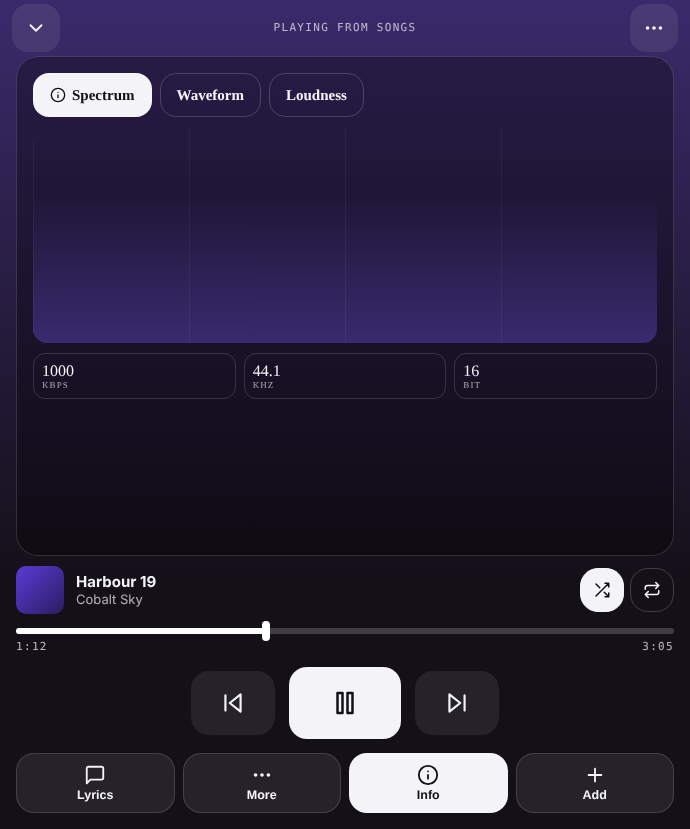 PLAYING FROM SONGS
Spectrum
Waveform
Loudness
1000
KBPS
44.1
KHZ
16
BIT
Harbour 19
Cobalt Sky
1:12
3:05
Lyrics
More
Info
Add